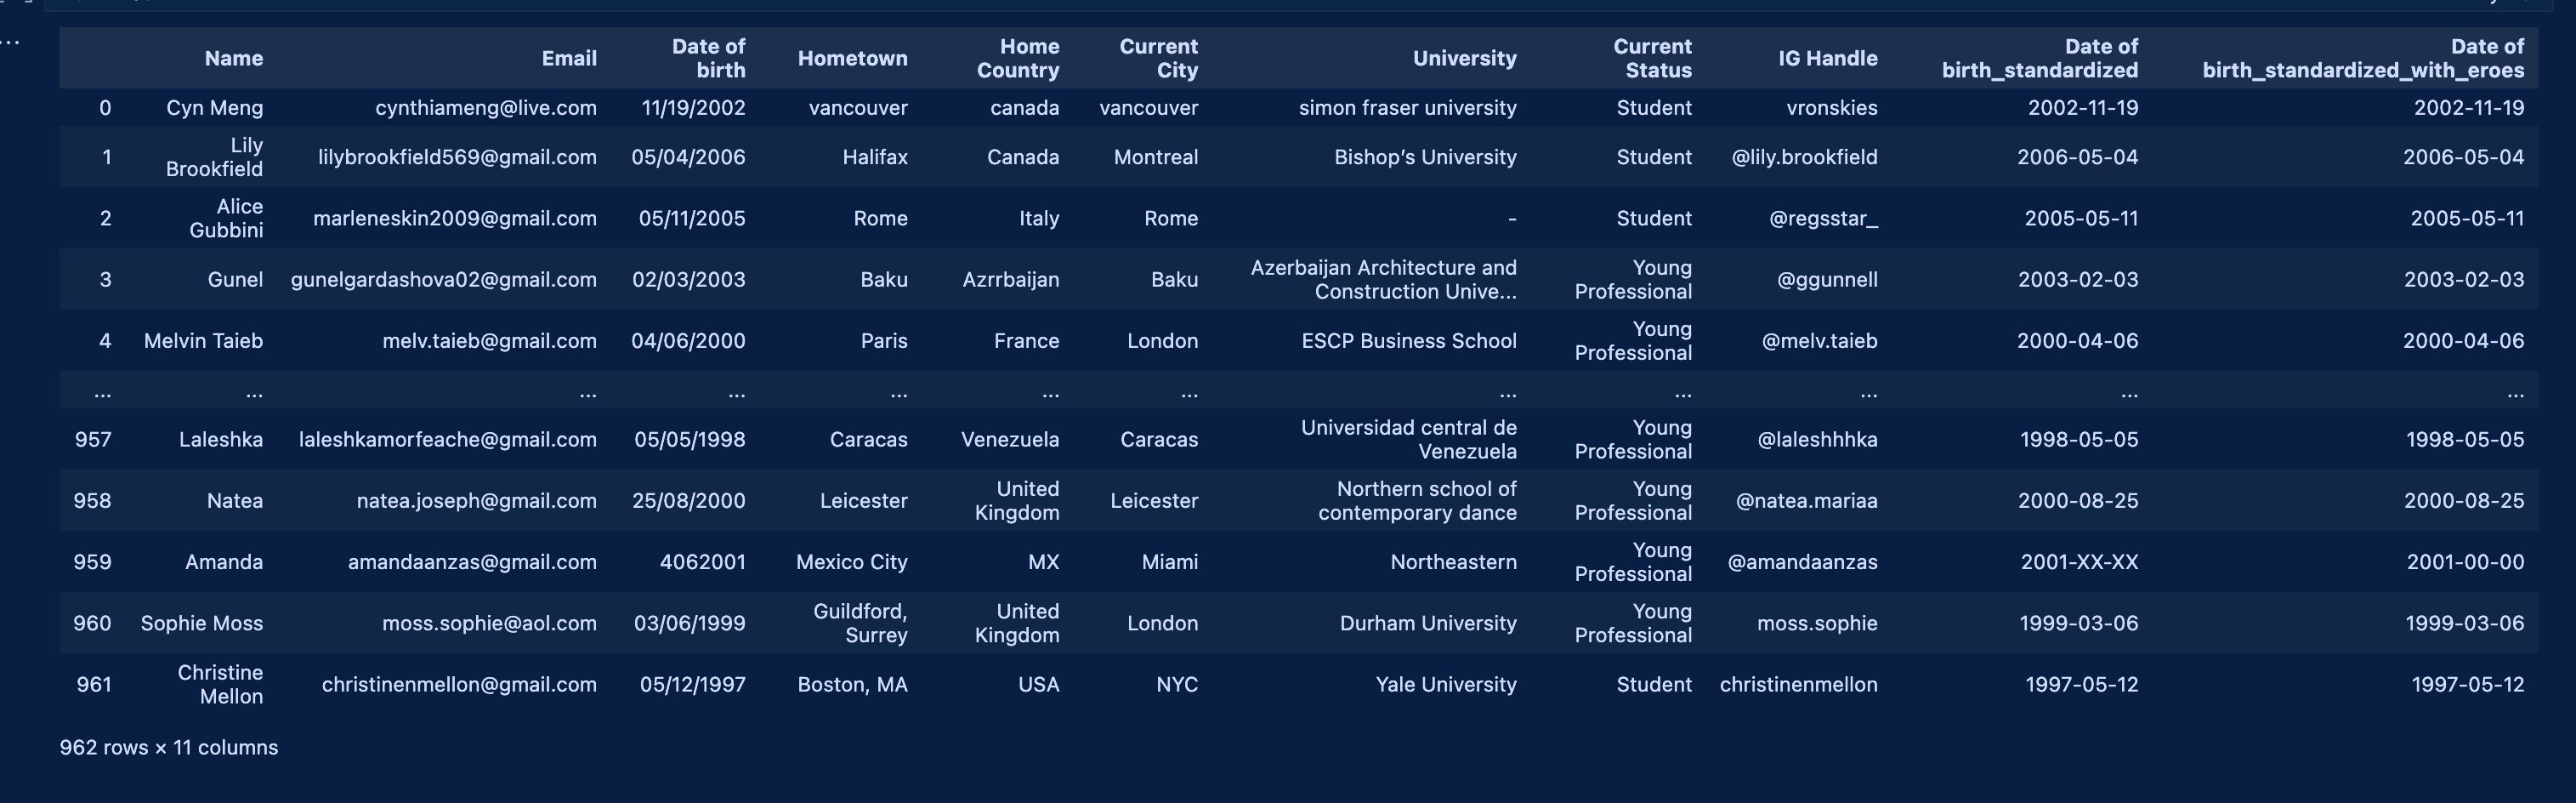 Name Email Date of birth Hometown Home Country Current City University Current Status IG Handle Date of birth_standardized Date of birth_standardized_with_eroes
0 Cyn Meng cynthiameng@live.com 11/19/2002 vancouver canada vancouver simon fraser university Student vronskies 2002-11-19 2002-11-19
1 Lily Brookfield lilybrookfield569@gmail.com 05/04/2006 Halifax Canada Montreal Bishop’s University Student @lily.brookfield 2006-05-04 2006-05-04
2 Alice Gubbini marleneskin2009@gmail.com 05/11/2005 Rome Italy Rome - Student @regsstar_ 2005-05-11 2005-05-11
3 Gunel gunelgardashova02@gmail.com 02/03/2003 Baku Azrrbaijan Baku Azerbaijan Architecture and Construction Unive... Young Professional @ggunnell 2003-02-03 2003-02-03
4 Melvin Taieb melv.taieb@gmail.com 04/06/2000 Paris France London ESCP Business School Young Professional @melv.taieb 2000-04-06 2000-04-06
... ... ... ... ... ... ... ... ... ... ... ...
957 Laleshka laleshkamorfeache@gmail.com 05/05/1998 Caracas Venezuela Caracas Universidad central de Venezuela Young Professional @laleshhhka 1998-05-05 1998-05-05
958 Natea natea.joseph@gmail.com 25/08/2000 Leicester United Kingdom Leicester Northern school of contemporary dance Young Professional @natea.mariaa 2000-08-25 2000-08-25
959 Amanda amandaanzas@gmail.com 4062001 Mexico City MX Miami Northeastern Young Professional @amandaanzas 2001-XX-XX 2001-00-00
960 Sophie Moss moss.sophie@aol.com 03/06/1999 Guildford, Surrey United Kingdom London Durham University Young Professional moss.sophie 1999-03-06 1999-03-06
961 Christine Mellon christinenmellon@gmail.com 05/12/1997 Boston, MA USA NYC Yale University Student christinenmellon 1997-05-12 1997-05-12
962 rows × 11 columns